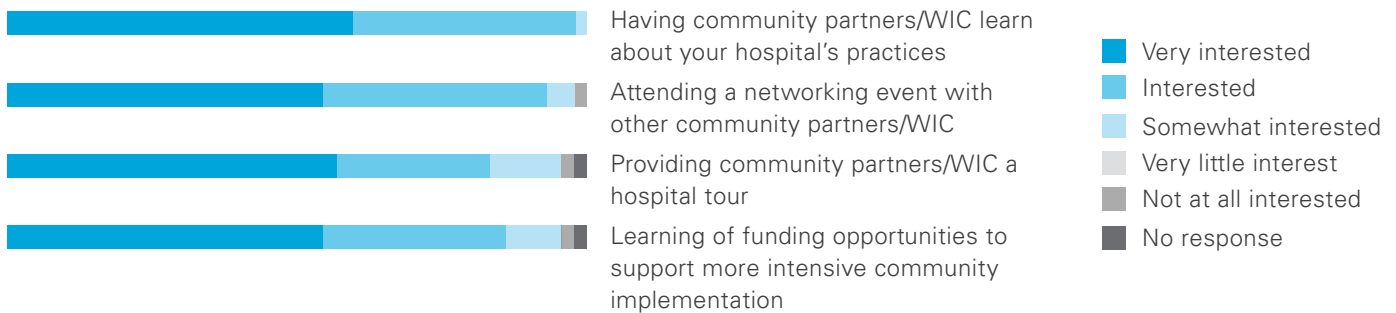 Having community partners/WIC learn
about your hospital's practices
Attending a networking event with
other community partners/WIC
Providing community partners/WIC a
hospital tour
Learning of funding opportunities to
support more intensive community
implementation
Very interested
Interested
Somewhat interested
Very little interest
Not at all interested
No response